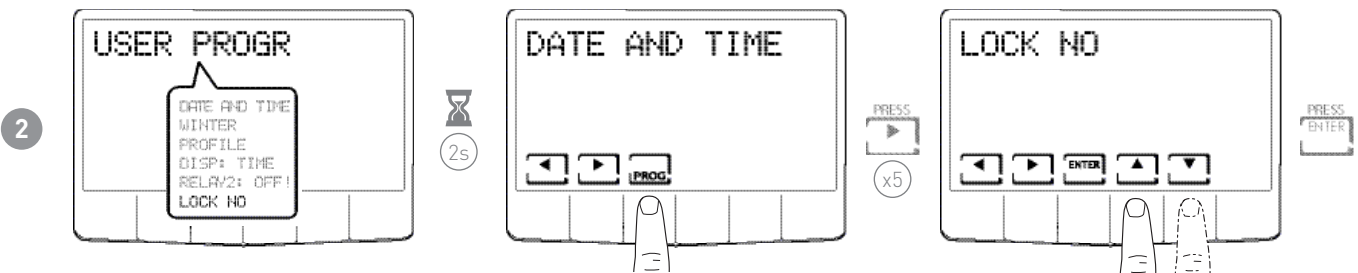 2
USER PROGR
DATE AND TIME
WINTER
PROFILE
DISP: TIME
RELAY2: OFF!
LOCK NO
2s
DATE AND TIME
PROG
PRESS
x5
LOCK NO
ENTER
PRESS
ENTER